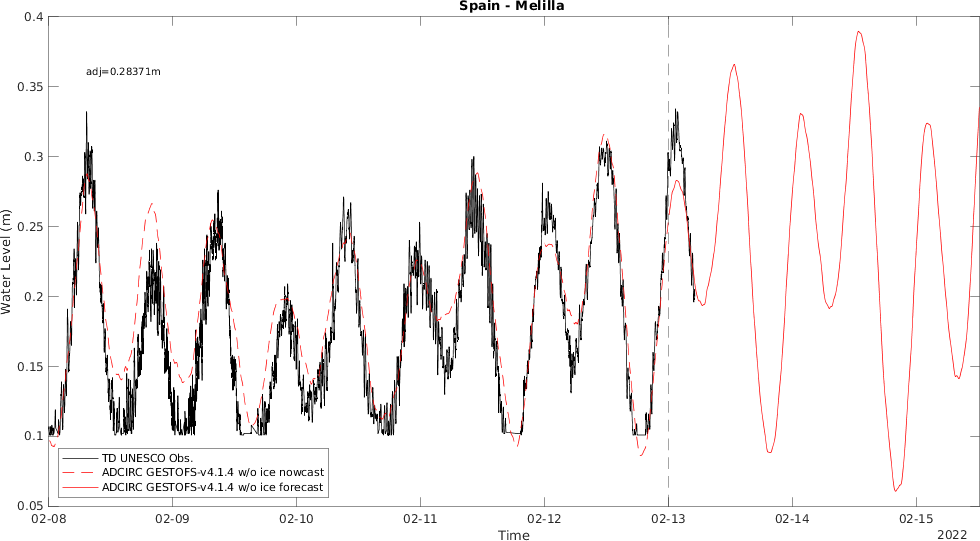 Spain - Melilla
adj=0.28371m
Water Level (m)
0.4
0.35
0.3
0.25
0.2
0.15
0.1
0.05
TD UNESCO Obs.
ADCIRC GESTOFS-v4.1.4 w/o ice nowcast
ADCIRC GESTOFS-v4.1.4 w/o ice forecast
02-08
02-09
02-10
02-11
02-12
02-13
02-14
02-15
Time
2022